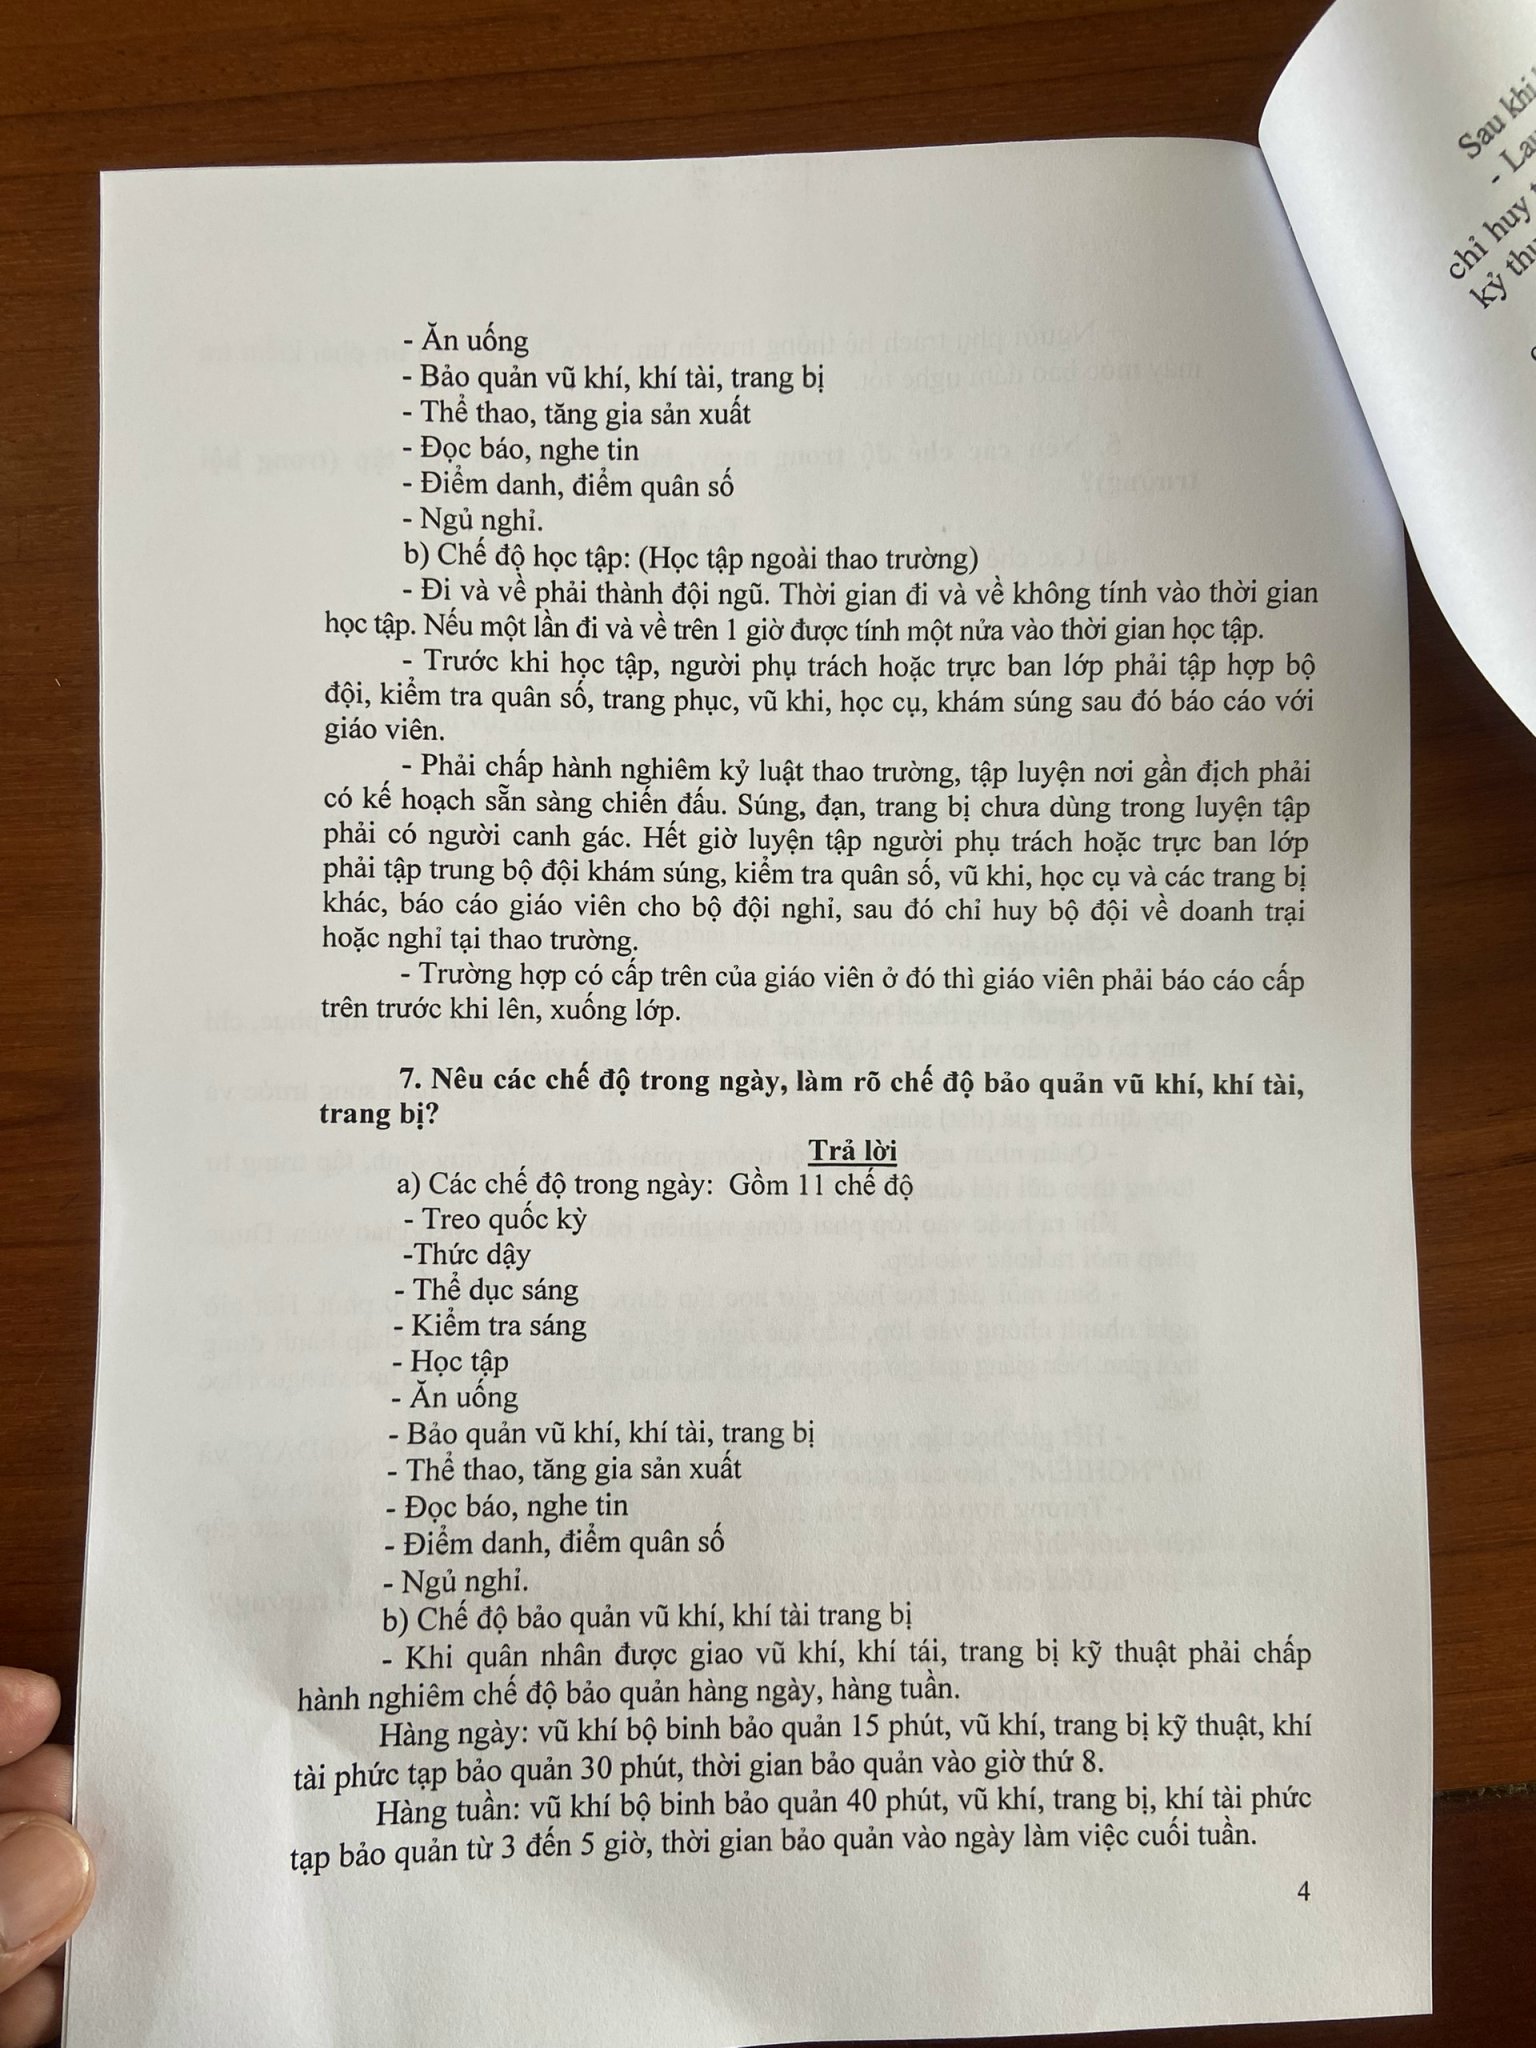 - Ăn uống
- Bảo quản vũ khí, khí tài, trang bị
- Thể thao, tăng gia sản xuất
- Đọc báo, nghe tin
- Điểm danh, điểm quân số
- Ngủ nghỉ.
b) Chế độ học tập: (Học tập ngoài thao trường)
- Đi và về phải thành đội ngũ. Thời gian đi và về không tính vào thời gian
học tập. Nếu một lần đi và về trên 1 giờ được tính một nửa vào thời gian học tập.
- Trước khi học tập, người phụ trách hoặc trực ban lớp phải tập hợp bộ
đội, kiểm tra quân số, trang phục, vũ khi, học cụ, khám súng sau đó báo cáo với
giáo viên.
- Phải chấp hành nghiêm kỷ luật thao trường, tập luyện nơi gần địch phải
có kế hoạch sẵn sàng chiến đấu. Súng, đạn, trang bị chưa dùng trong luyện tập
phải có người canh gác. Hết giờ luyện tập người phụ trách hoặc trực ban lớp
phải tập trung bộ đội khám súng, kiểm tra quân số, vũ khi, học cụ và các trang bị
khác, báo cáo giáo viên cho bộ đội nghỉ, sau đó chỉ huy bộ đội về doanh trại
hoặc nghỉ tại thao trường.
- Trường hợp có cấp trên của giáo viên ở đó thì giáo viên phải báo cáo cấp
trên trước khi lên, xuống lớp.
7. Nêu các chế độ trong ngày, làm rõ chế độ bảo quản vũ khí, khí tài,
trang bị?
Trả lời
a) Các chế độ trong ngày: Gồm 11 chế độ
- Treo quốc kỳ
-Thức dậy
- Thể dục sáng
- Kiểm tra sáng
- Học tập
- Ăn uống
- Bảo quản vũ khí, khí tài, trang bị
- Thể thao, tăng gia sản xuất
- Đọc báo, nghe tin
- Điểm danh, điểm quân số
- Ngủ nghỉ.
b) Chế độ bảo quản vũ khí, khí tài trang bị
- Khi quân nhân được giao vũ khí, khí tái, trang bị kỹ thuật phải chấp
hành nghiêm chế độ bảo quản hàng ngày, hàng tuần.
Hàng ngày: vũ khí bộ binh bảo quản 15 phút, vũ khí, trang bị kỹ thuật, khí
tài phức tạp bảo quản 30 phút, thời gian bảo quản vào giờ thứ 8.
Hàng tuần: vũ khí bộ binh bảo quản 40 phút, vũ khí, trang bị, khí tài phức
tạp bảo quản từ 3 đến 5 giờ, thời gian bảo quản vào ngày làm việc cuối tuần.
4
Sau khi
chỉ huy
kỷ